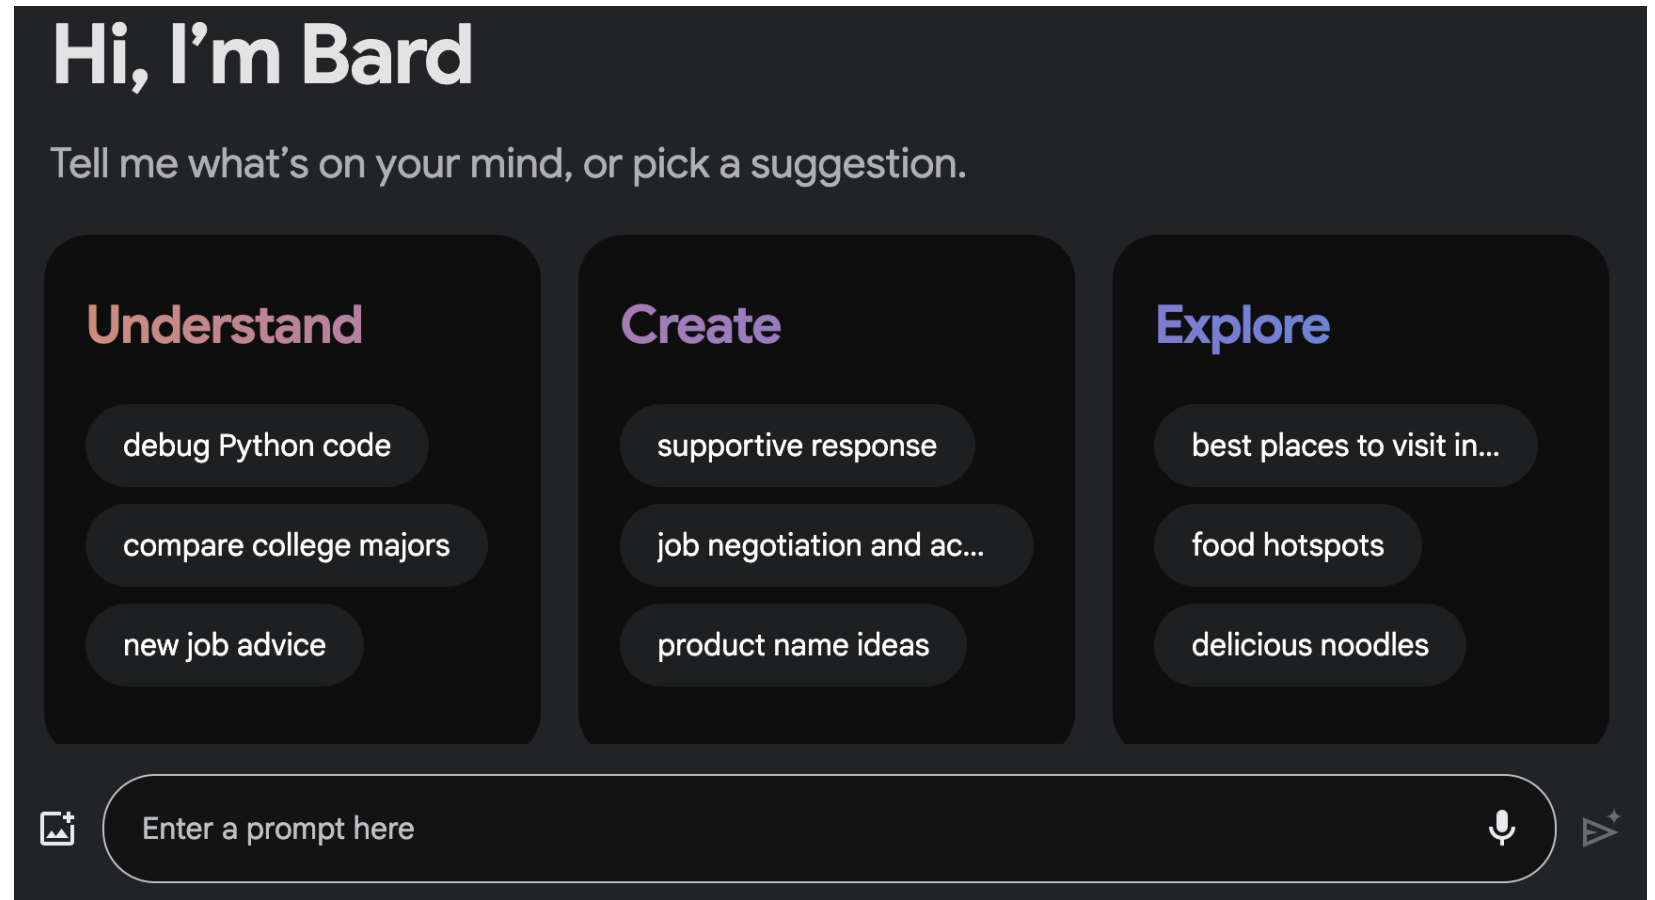 Hi, I’m Bard
Tell me what’s on your mind, or pick a suggestion.
Understand
debug Python code
compare college majors
new job advice
Create
supportive response
job negotiation and ac...
product name ideas
Explore
best places to visit in...
food hotspots
delicious noodles
Enter a prompt here